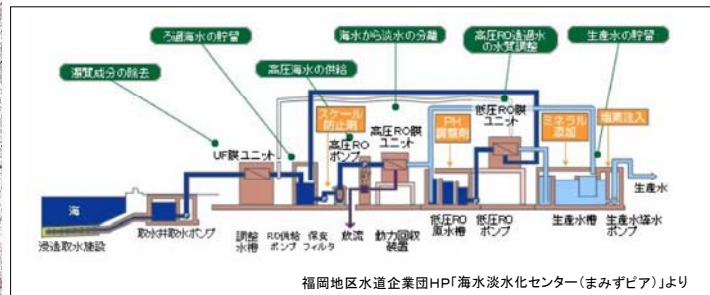 ろ過海水の貯留
海水から淡水の分離
高圧RO透過水
の水質調整
生産水の貯留
濁質成分の除去
高圧海水の供給
スケール
防止剤
高圧RO
ポンプ
高圧RO膜
ユニット
PH
調整剤
低圧RO膜
ユニット
ミネラル
添加
塩素注入
UF膜ユニット
生産水
海
浸透取水施設
取水井取水ポンプ
調整
水槽
RO供給
ポンプ
保安
フィルタ
放流
動力回収
装置
低圧RO
原水槽
低圧RO
ポンプ
生産水槽
生産水導水
ポンプ
福岡地区水道企業団HP「海水淡水化センター(まみずピア)」より